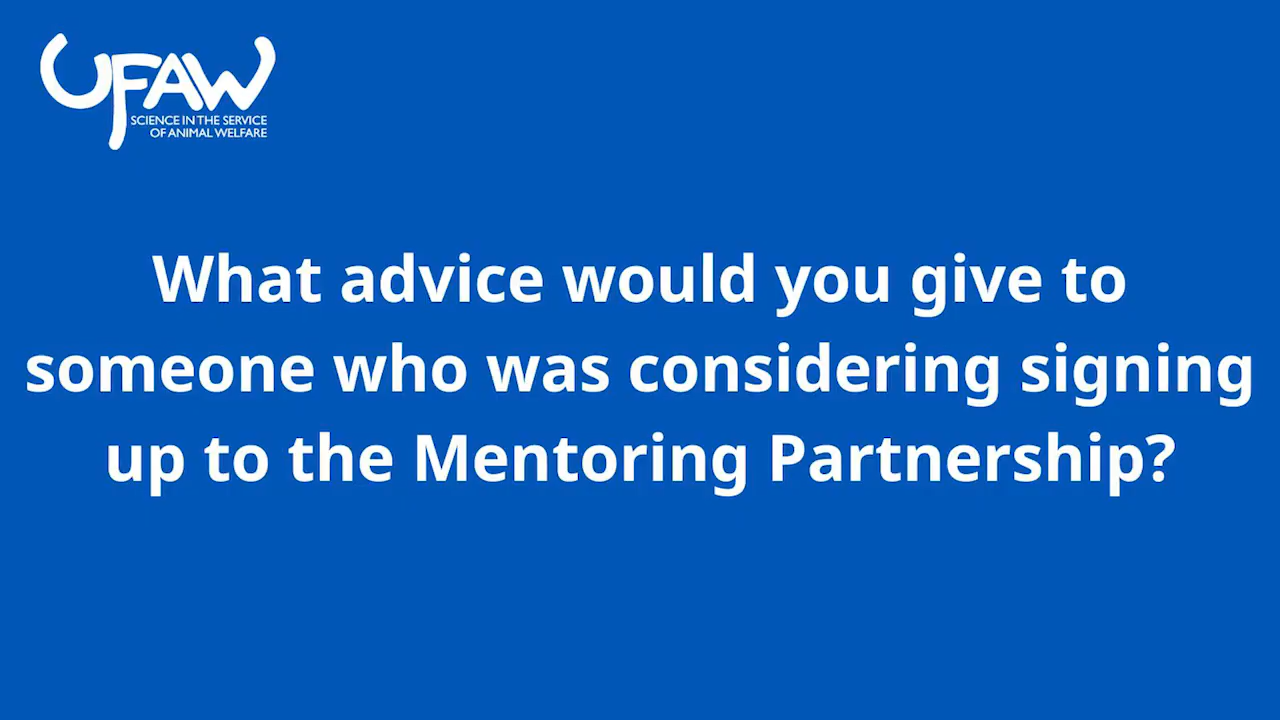 UFAW
SCIENCE IN THE SERVICE
OF ANIMAL WELFARE
What advice would you give to
someone who was considering signing
up to the Mentoring Partnership?